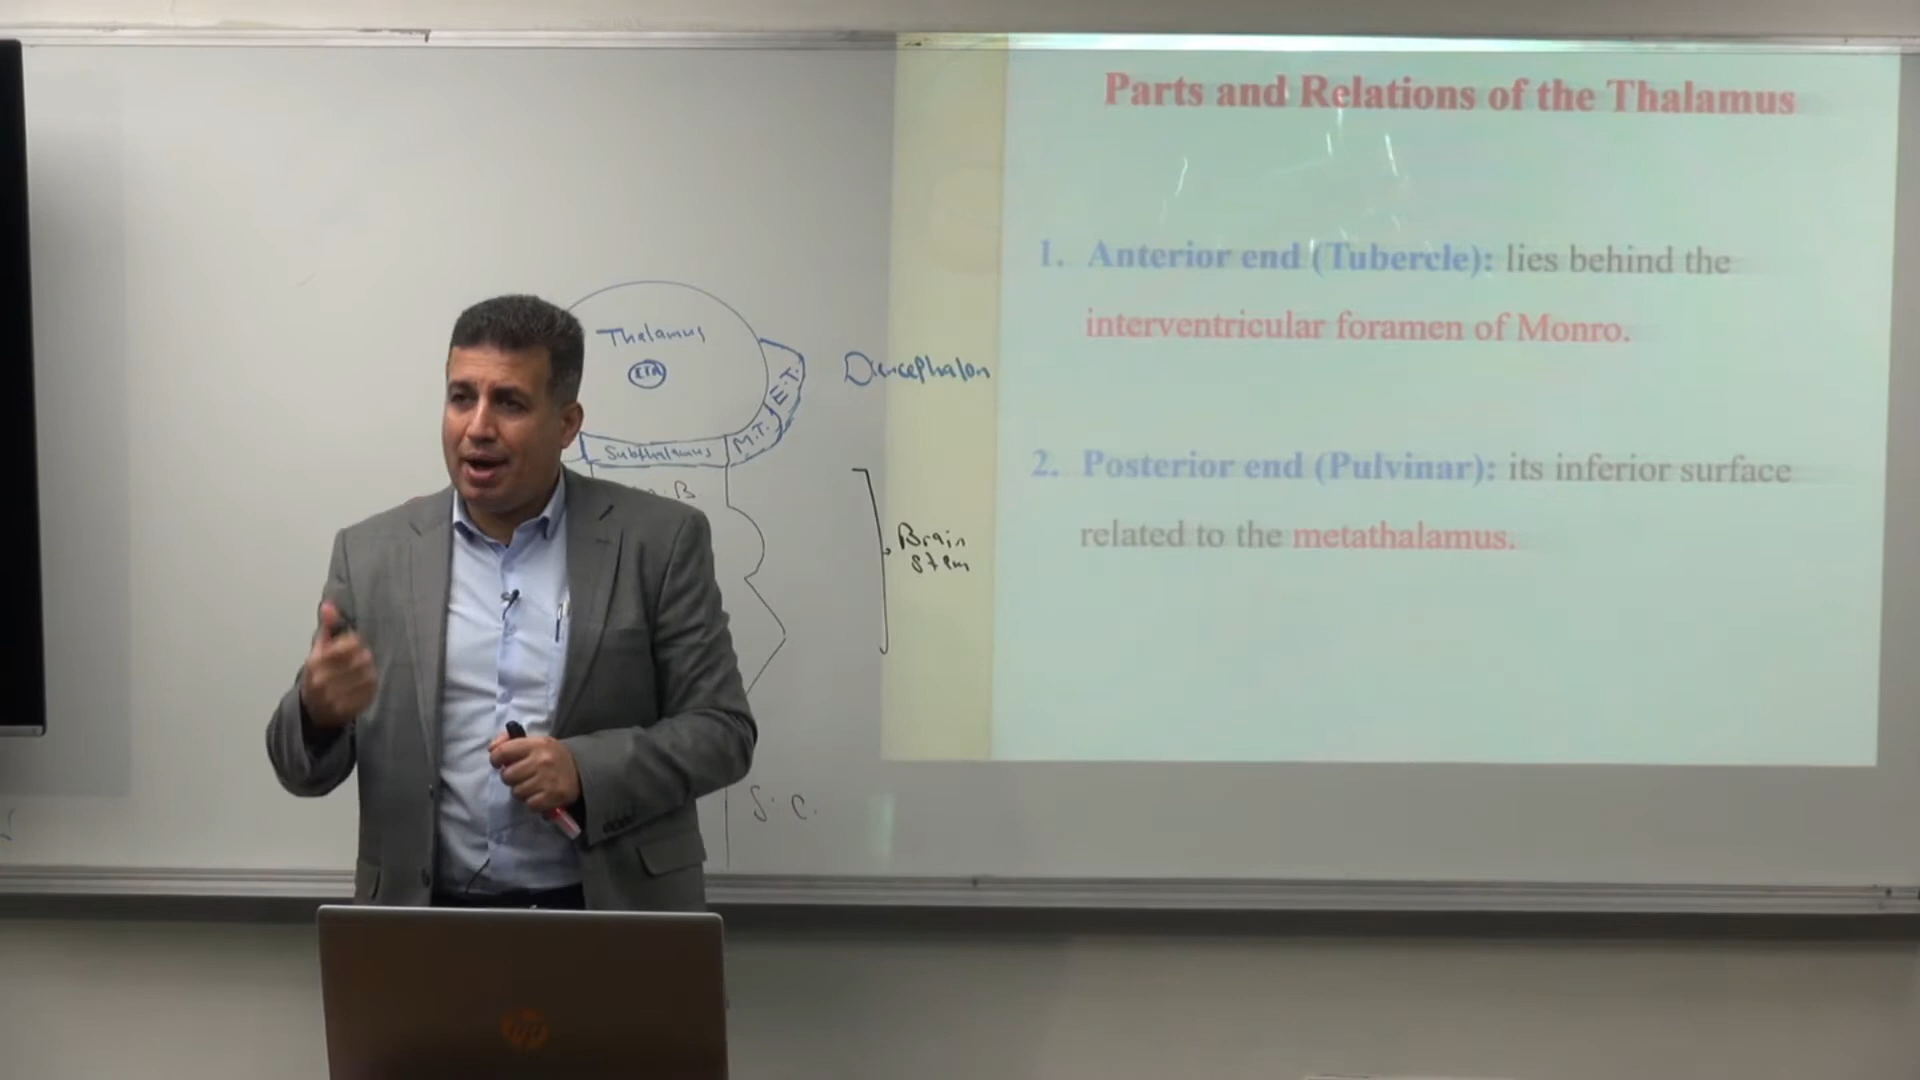 Parts and Relations of the Thalamus
1. Anterior end (Tubercle): lies behind the
interventricular foramen of Monro.
2. Posterior end (Pulvinar): its inferior surface
related to the metathalamus.
Thalamus
Diencephalon
E.T.
M.T.
Subthalamus
Brain
stem
S.C.
hp